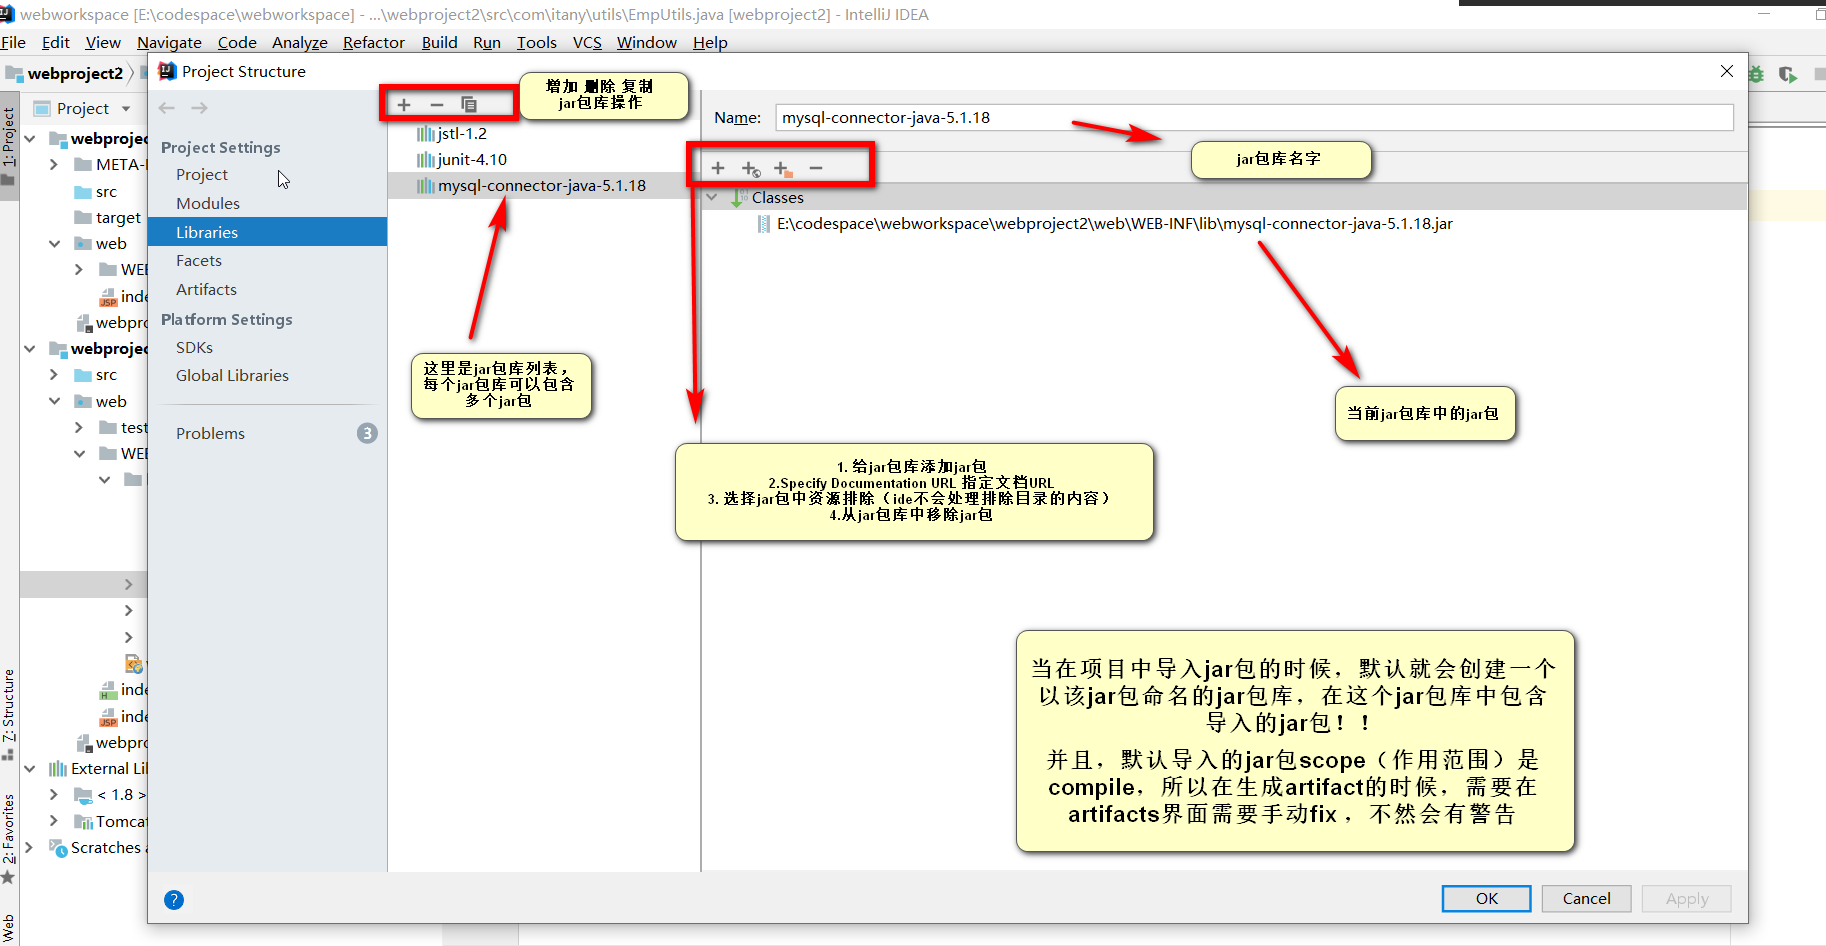 webworkspace [E:\codespace\webworkspace] - ...\webproject2\src\com\itany\utils\EmpUtils.java [webproject2] - IntelliJ IDEA
File Edit View Navigate Code Analyze Refactor Build Run Tools VCS Window Help
webproject2
Project
1: Project
7: Structure
2: Favorites
Web
webprojec
META-
src
target
web
WEB
inde
webpro
webprojec
src
web
test
WEB
inde
inde
webpro
External Li
< 1.8 >
Tomcat
Scratches a
Project Structure
Project Settings
Project
Modules
Libraries
Facets
Artifacts
Platform Settings
SDKs
Global Libraries
Problems
3
增加 删除 复制
jar包库操作
jstl-1.2
junit-4.10
mysql-connector-java-5.1.18
这里是jar包库列表，
每个jar包库可以包含
多个jar包
Name: mysql-connector-java-5.1.18
jar包库名字
Classes
E:\codespace\webworkspace\webproject2\web\WEB-INF\lib\mysql-connector-java-5.1.18.jar
当前jar包库中的jar包
1. 给jar包库添加jar包
2.Specify Documentation URL 指定文档URL
3. 选择jar包中资源排除（ide不会处理排除目录的内容）
4.从jar包库中移除jar包
当在项目中导入jar包的时候，默认就会创建一个
以该jar包命名的jar包库，在这个jar包库中包含
导入的jar包！！
并且，默认导入的jar包scope（作用范围）是
compile，所以在生成artifact的时候，需要在
artifacts界面需要手动fix ，不然会有警告
?
OK Cancel Apply